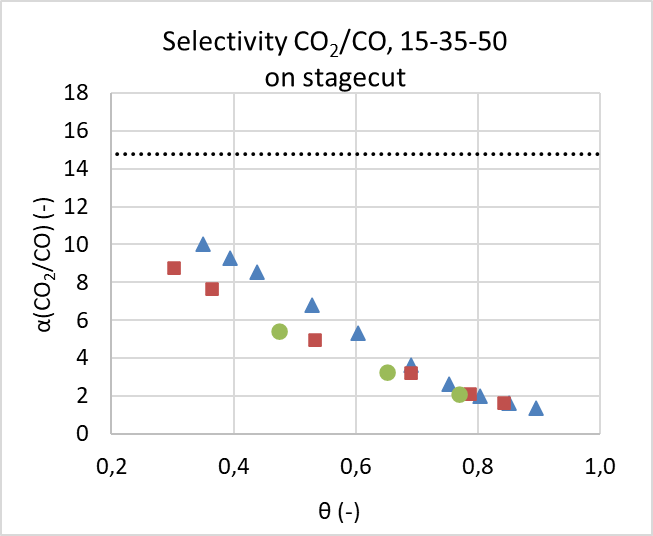 Selectivity CO₂/CO, 15-35-50
on stagecut
18
16
14
12
10
8
6
4
2
0
α(CO₂/CO) (-)
0,2 0,4 0,6 0,8 1,0
θ (-)